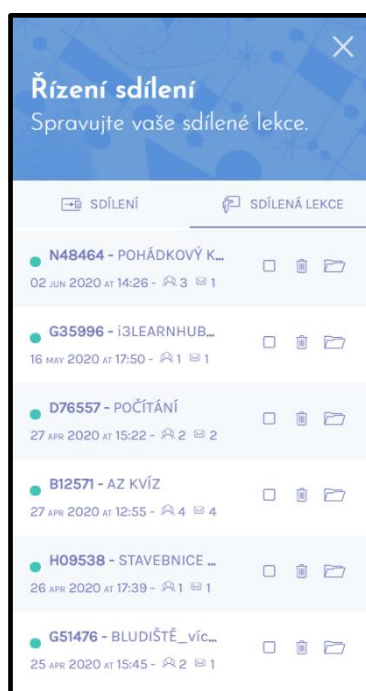 Řízení sdílení
Spravujte vaše sdílené lekce.
SDÍLENÍ SDÍLENÁ LEKCE
N48464 - POHÁDKOVÝ K...
02 JUN 2020 AT 14:26 - 3 1
G35996 - i3LEARNHUB...
16 MAY 2020 AT 17:50 - 1 1
D76557 - POČÍTÁNÍ
27 APR 2020 AT 15:22 - 2 2
B12571 - AZ KVÍZ
27 APR 2020 AT 12:55 - 4 4
H09538 - STAVEBNICE ...
26 APR 2020 AT 17:39 - 1 1
G51476 - BLUDIŠTĚ_víc...
25 APR 2020 AT 15:45 - 2 1